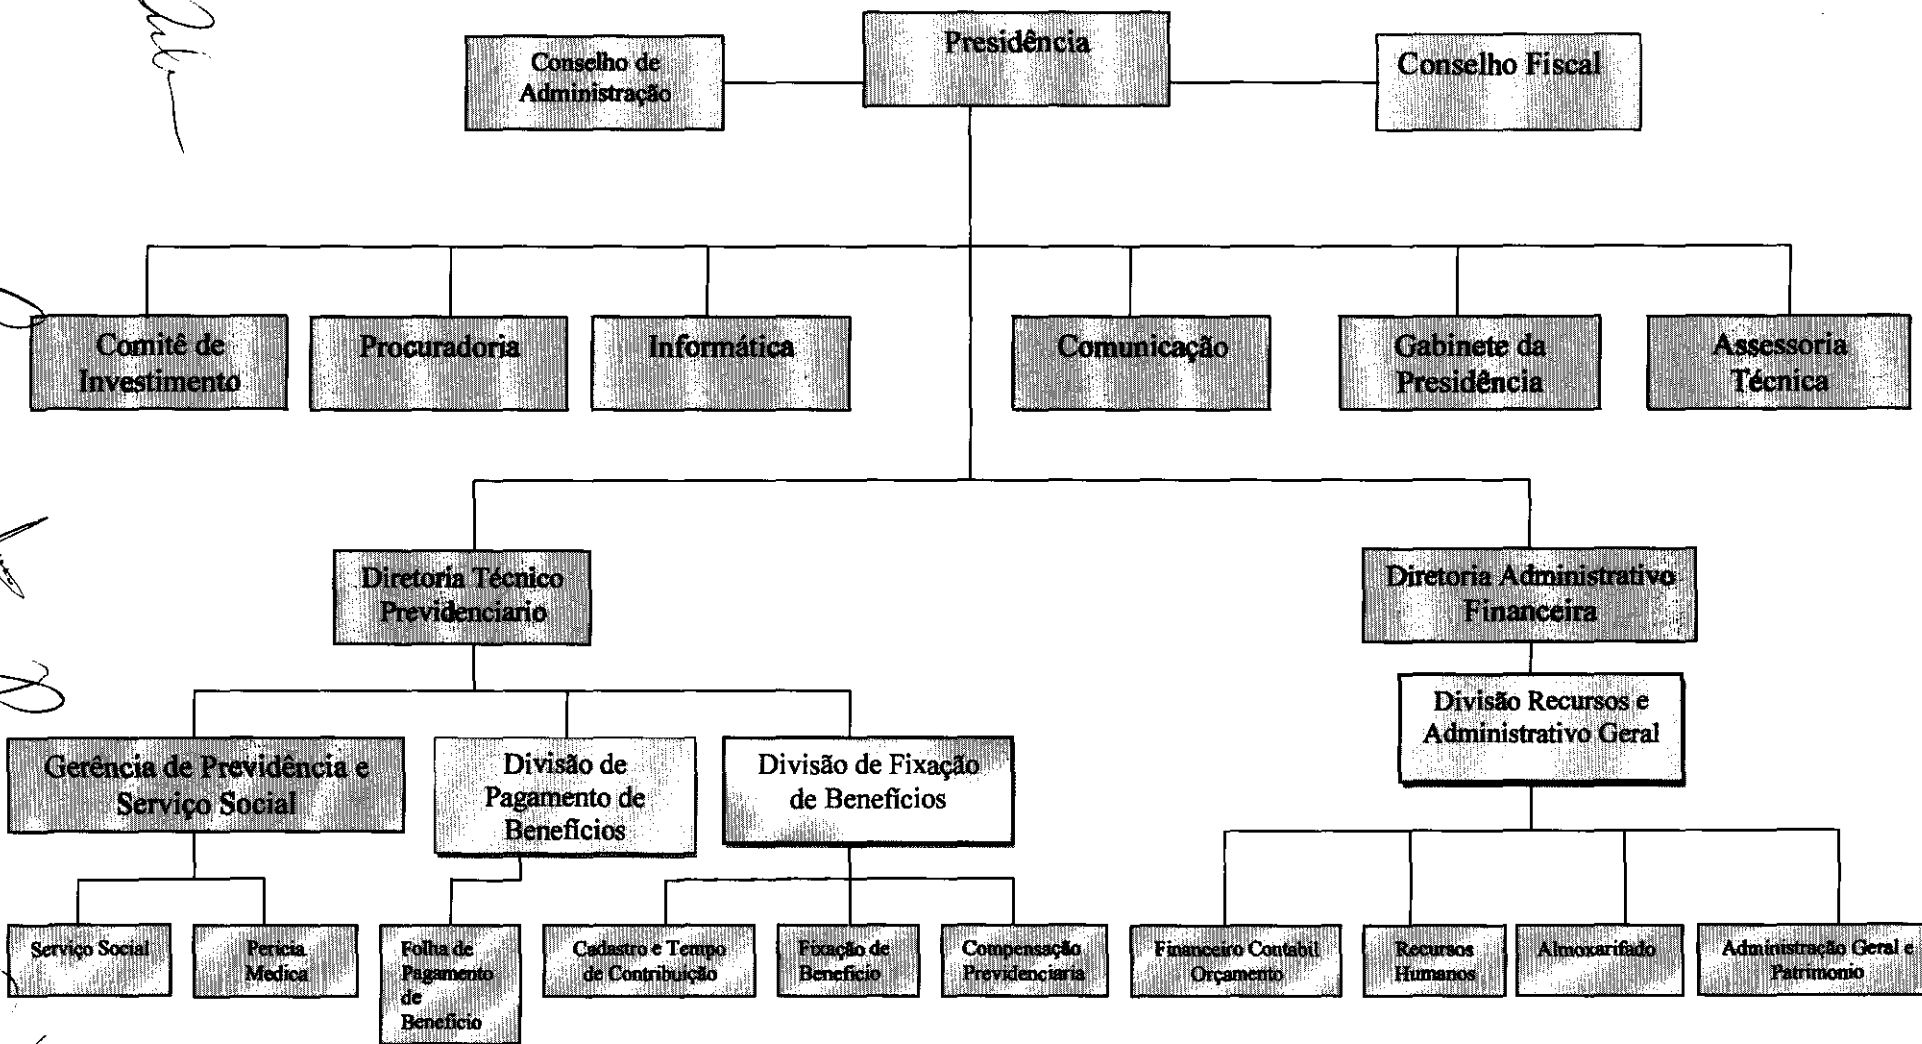 Conselho de
Administração
Presidência
Conselho Fiscal
Comitê de
Investimento
Procuradoria
Informática
Comunicação
Gabinete da
Presidência
Assessoria
Técnica
Diretoria Técnico
Previdenciario
Diretoria Administrativo
Financeira
Gerência de Previdência e
Serviço Social
Divisão de
Pagamento de
Benefícios
Divisão de Fixação
de Benefícios
Divisão Recursos e
Administrativo Geral
Serviço Social
Pericia
Medica
Folha de
Pagamento
de
Benefício
Cadastro e Tempo
de Contribuição
Fixação de
Benefício
Compensação
Previdenciaria
Financeiro Contabil
Orçamento
Recursos
Humanos
Almoxarifado
Administração Geral e
Patrimonio